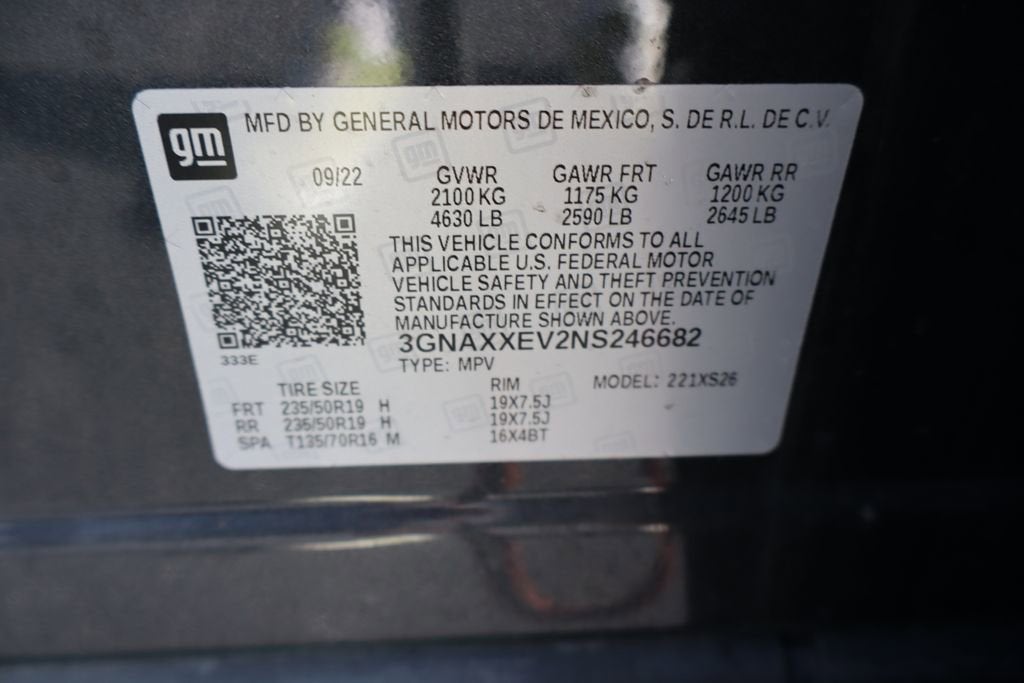 gm
MFD BY GENERAL MOTORS DE MEXICO, S. DE R.L. DE C.V.
09/22 GVWR GAWR FRT GAWR RR
2100 KG 1175 KG 1200 KG
4630 LB 2590 LB 2645 LB
THIS VEHICLE CONFORMS TO ALL
APPLICABLE U.S. FEDERAL MOTOR
VEHICLE SAFETY AND THEFT PREVENTION
STANDARDS IN EFFECT ON THE DATE OF
MANUFACTURE SHOWN ABOVE.
3GNAXXEV2NS246682
333E
TYPE: MPV
TIRE SIZE RIM MODEL: 221XS26
FRT 235/50R19 H 19X7.5J
RR 235/50R19 H 19X7.5J
SPA T135/70R16 M 16X4BT